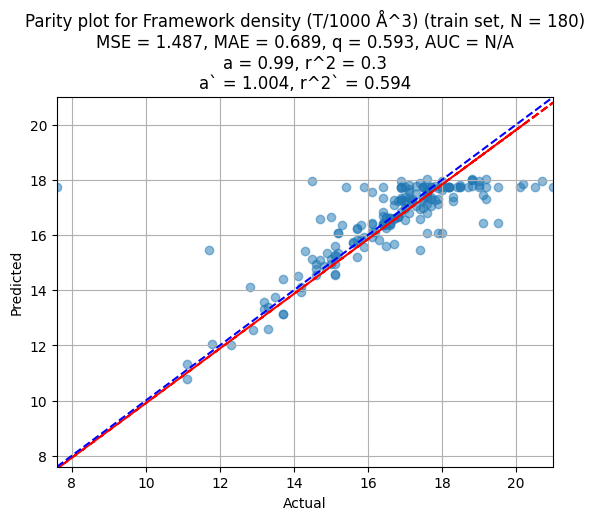 Parity plot for Framework density (T/1000 Å^3) (train set, N = 180)
MSE = 1.487, MAE = 0.689, q = 0.593, AUC = N/A
a = 0.99, r^2 = 0.3
a` = 1.004, r^2` = 0.594
20
18
16
14
12
10
8
Predicted
8 10 12 14 16 18 20
Actual